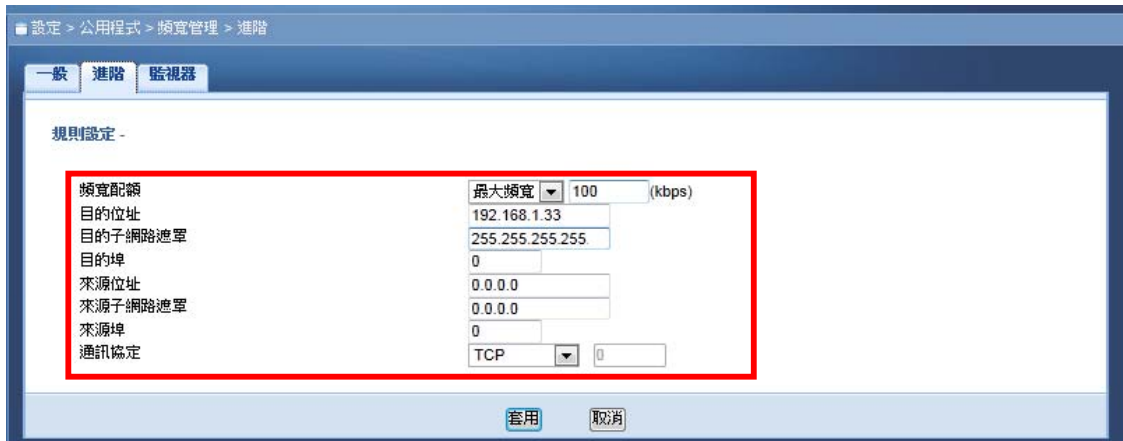 設定 > 公用程式 > 頻寬管理 > 進階
一般 進階 監視器
規則設定 -
頻寬配額 最大頻寬 100 (kbps)
目的位址 192.168.1.33
目的子網路遮罩 255.255.255.255.
目的埠 0
來源位址 0.0.0.0
來源子網路遮罩 0.0.0.0
來源埠 0
通訊協定 TCP 0
套用 取消